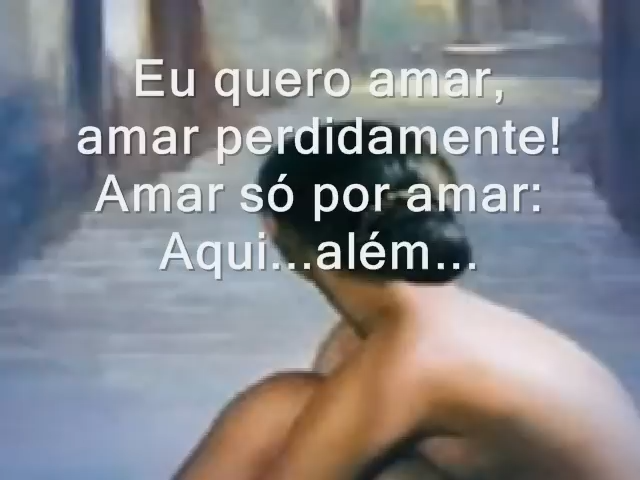 Eu quero amar,
amar perdidamente!
Amar só por amar:
Aqui...além...